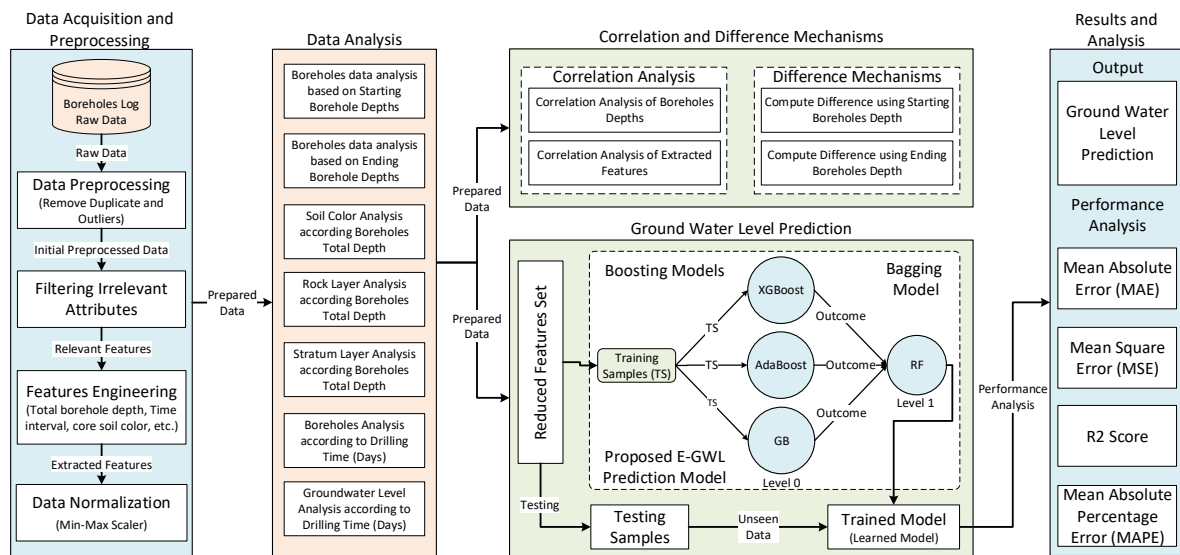 Data Acquisition and
Preprocessing
Boreholes Log
Raw Data
Raw Data
Data Preprocessing
(Remove Duplicate and
Outliers)
Initial Preprocessed Data
Filtering Irrelevant
Attributes
Relevant Features
Features Engineering
(Total borehole depth, Time
interval, core soil color, etc.)
Extracted Features
Data Normalization
(Min-Max Scaler)
Prepared
Data
Data Analysis
Boreholes data analysis
based on Starting
Borehole Depths
Boreholes data analysis
based on Ending
Borehole Depths
Soil Color Analysis
according Boreholes
Total Depth
Rock Layer Analysis
according Boreholes
Total Depth
Stratum Layer Analysis
according Boreholes
Total Depth
Boreholes Analysis
according to Drilling
Time (Days)
Groundwater Level
Analysis according to
Drilling Time (Days)
Prepared
Data
Prepared
Data
Correlation and Difference Mechanisms
Correlation Analysis
Correlation Analysis of Boreholes
Depths
Correlation Analysis of Extracted
Features
Difference Mechanisms
Compute Difference using Starting
Boreholes Depth
Compute Difference using Ending
Boreholes Depth
Ground Water Level Prediction
Reduced Features Set
Boosting Models
Bagging
Model
Training
Samples (TS)
TS
TS
TS
XGBoost
AdaBoost
GB
Level 0
Outcome
Outcome
Outcome
RF
Level 1
Proposed E-GWL
Prediction Model
Testing
Testing
Samples
Unseen
Data
Trained Model
(Learned Model)
Performance
Analysis
Results and
Analysis
Output
Ground Water
Level
Prediction
Performance
Analysis
Mean Absolute
Error (MAE)
Mean Square
Error (MSE)
R2 Score
Mean Absolute
Percentage
Error (MAPE)